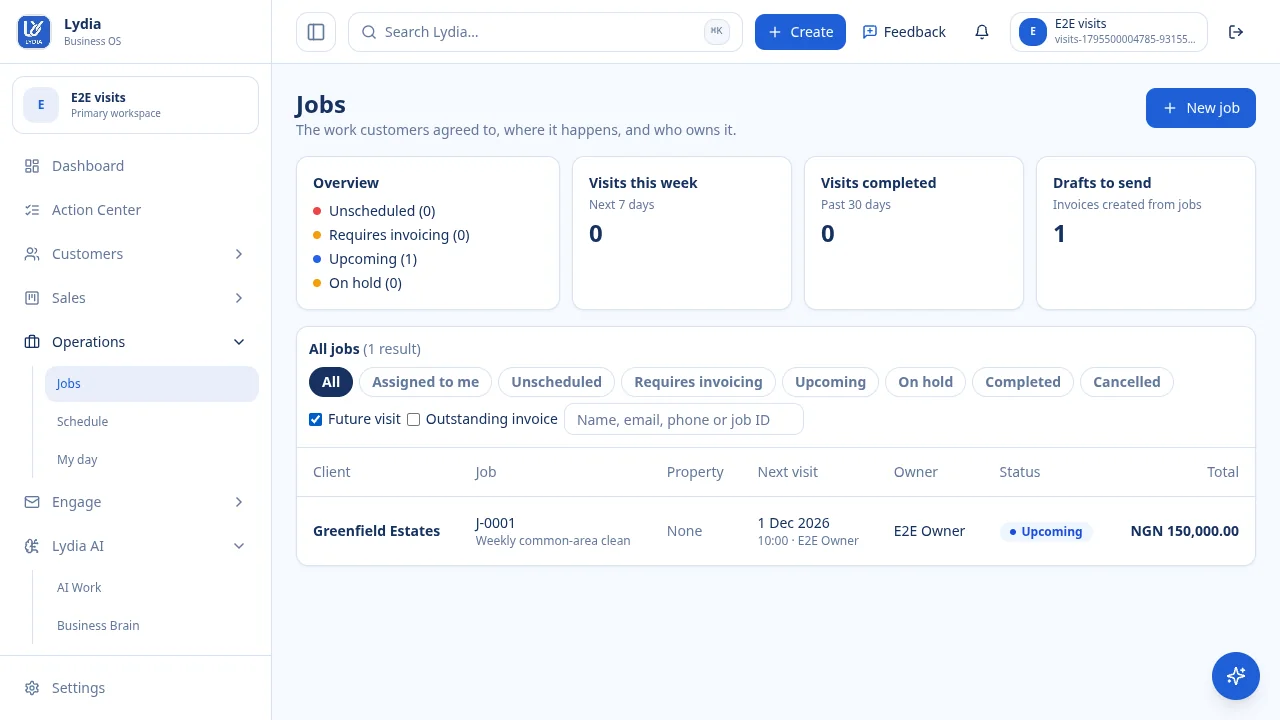 LYDIA
Lydia
Business OS
Search Lydia...
⌘K
Create
Feedback
E
E2E visits
visits-1795500004785-93155...
E
E2E visits
Primary workspace
Dashboard
Action Center
Customers
Sales
Operations
Jobs
Schedule
My day
Engage
Lydia AI
AI Work
Business Brain
Settings
Jobs
The work customers agreed to, where it happens, and who owns it.
New job
Overview
Unscheduled (0)
Requires invoicing (0)
Upcoming (1)
On hold (0)
Visits this week
Next 7 days
0
Visits completed
Past 30 days
0
Drafts to send
Invoices created from jobs
1
All jobs (1 result)
All Assigned to me Unscheduled Requires invoicing Upcoming On hold Completed Cancelled
Future visit Outstanding invoice Name, email, phone or job ID
Client Job Property Next visit Owner Status Total
Greenfield Estates J-0001 None 1 Dec 2026 E2E Owner Upcoming NGN 150,000.00
Weekly common-area clean 10:00 · E2E Owner